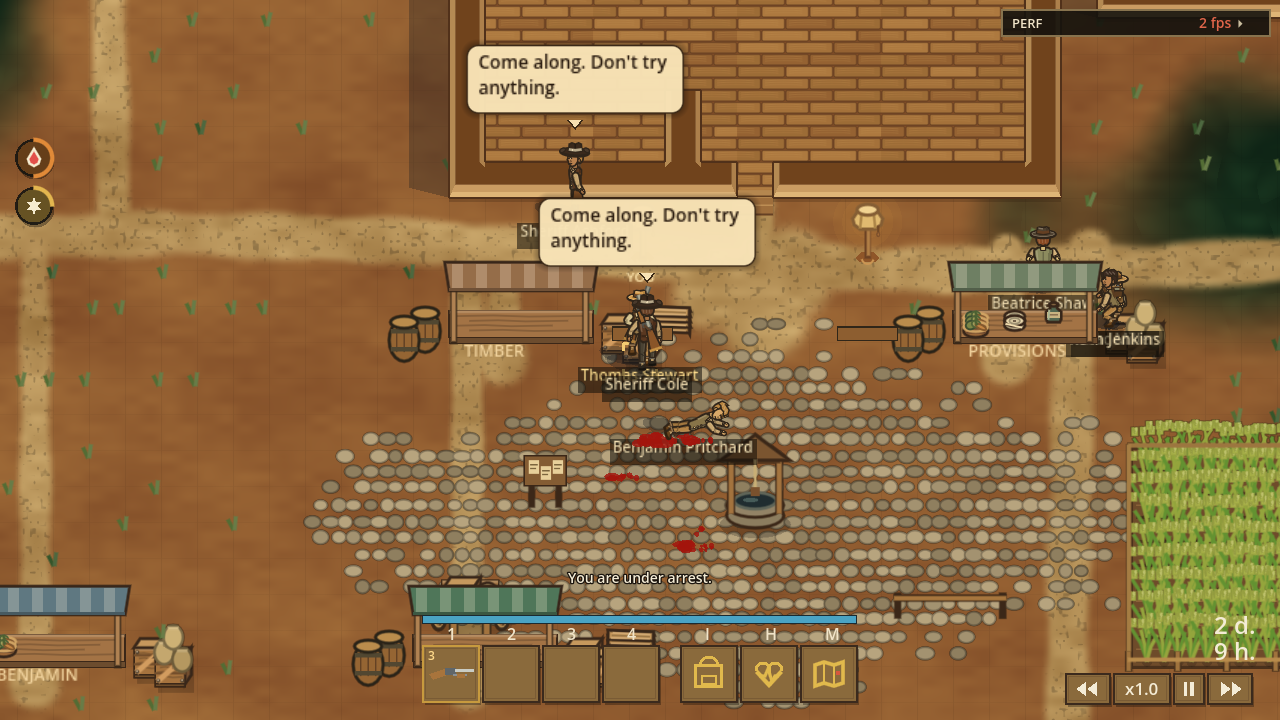 PERF 2 fps
Come along. Don't try
anything.
Sh
Come along. Don't try
anything.
Beatrice Shaw
TIMBER
PROVISIONS
Jenkins
Thomas Stewart
Sheriff Cole
Benjamin Pritchard
You are under arrest.
1 2 3 4 I H M
3
2 d.
9 h.
BENJAMIN
x1.0